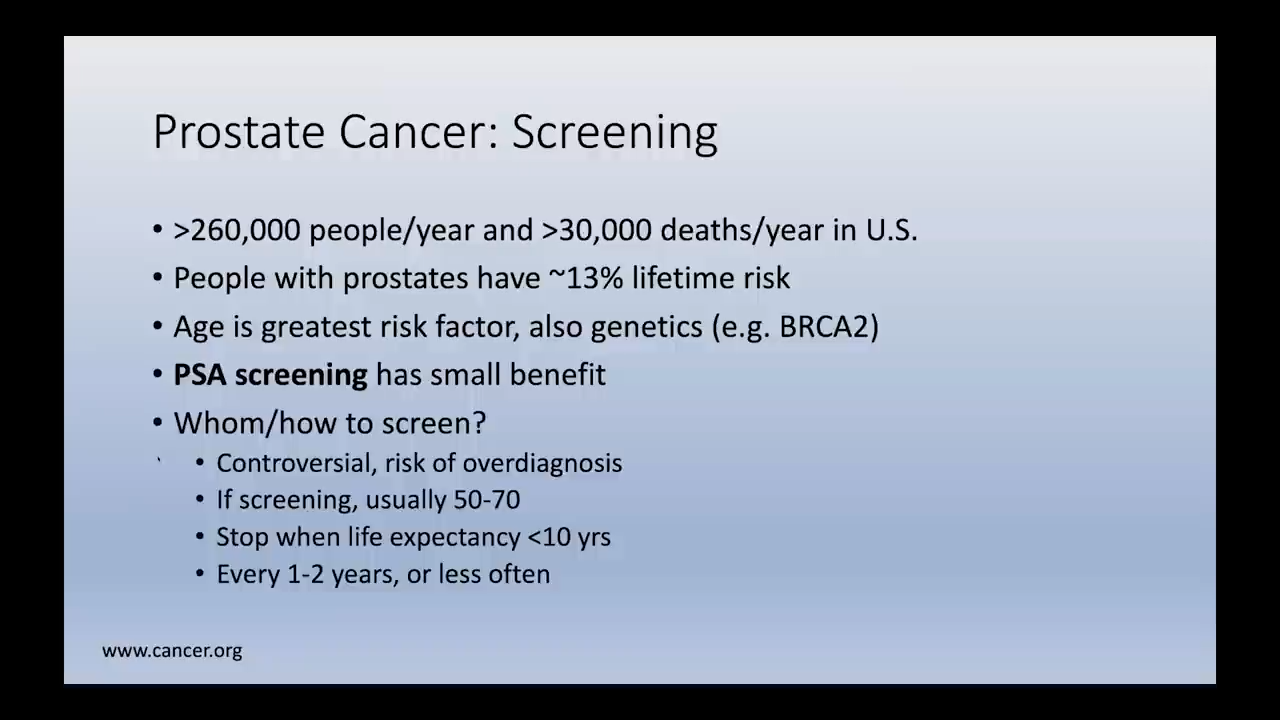 Prostate Cancer: Screening
• >260,000 people/year and >30,000 deaths/year in U.S.
• People with prostates have ~13% lifetime risk
• Age is greatest risk factor, also genetics (e.g. BRCA2)
• PSA screening has small benefit
• Whom/how to screen?
• Controversial, risk of overdiagnosis
• If screening, usually 50-70
• Stop when life expectancy <10 yrs
• Every 1-2 years, or less often
www.cancer.org